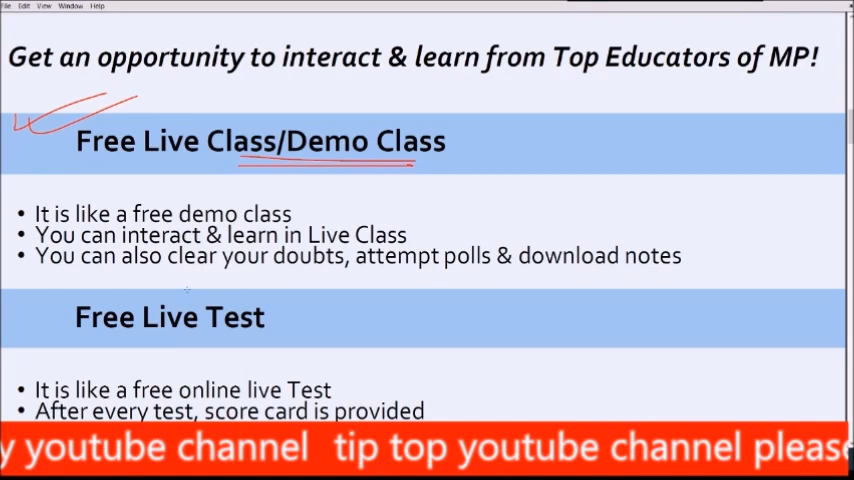 File Edit View Window Help
Get an opportunity to interact & learn from Top Educators of MP!
Free Live Class/Demo Class
• It is like a free demo class
• You can interact & learn in Live Class
• You can also clear your doubts, attempt polls & download notes
Free Live Test
• It is like a free online live Test
• After every test, score card is provided
y youtube channel tip top youtube channel please